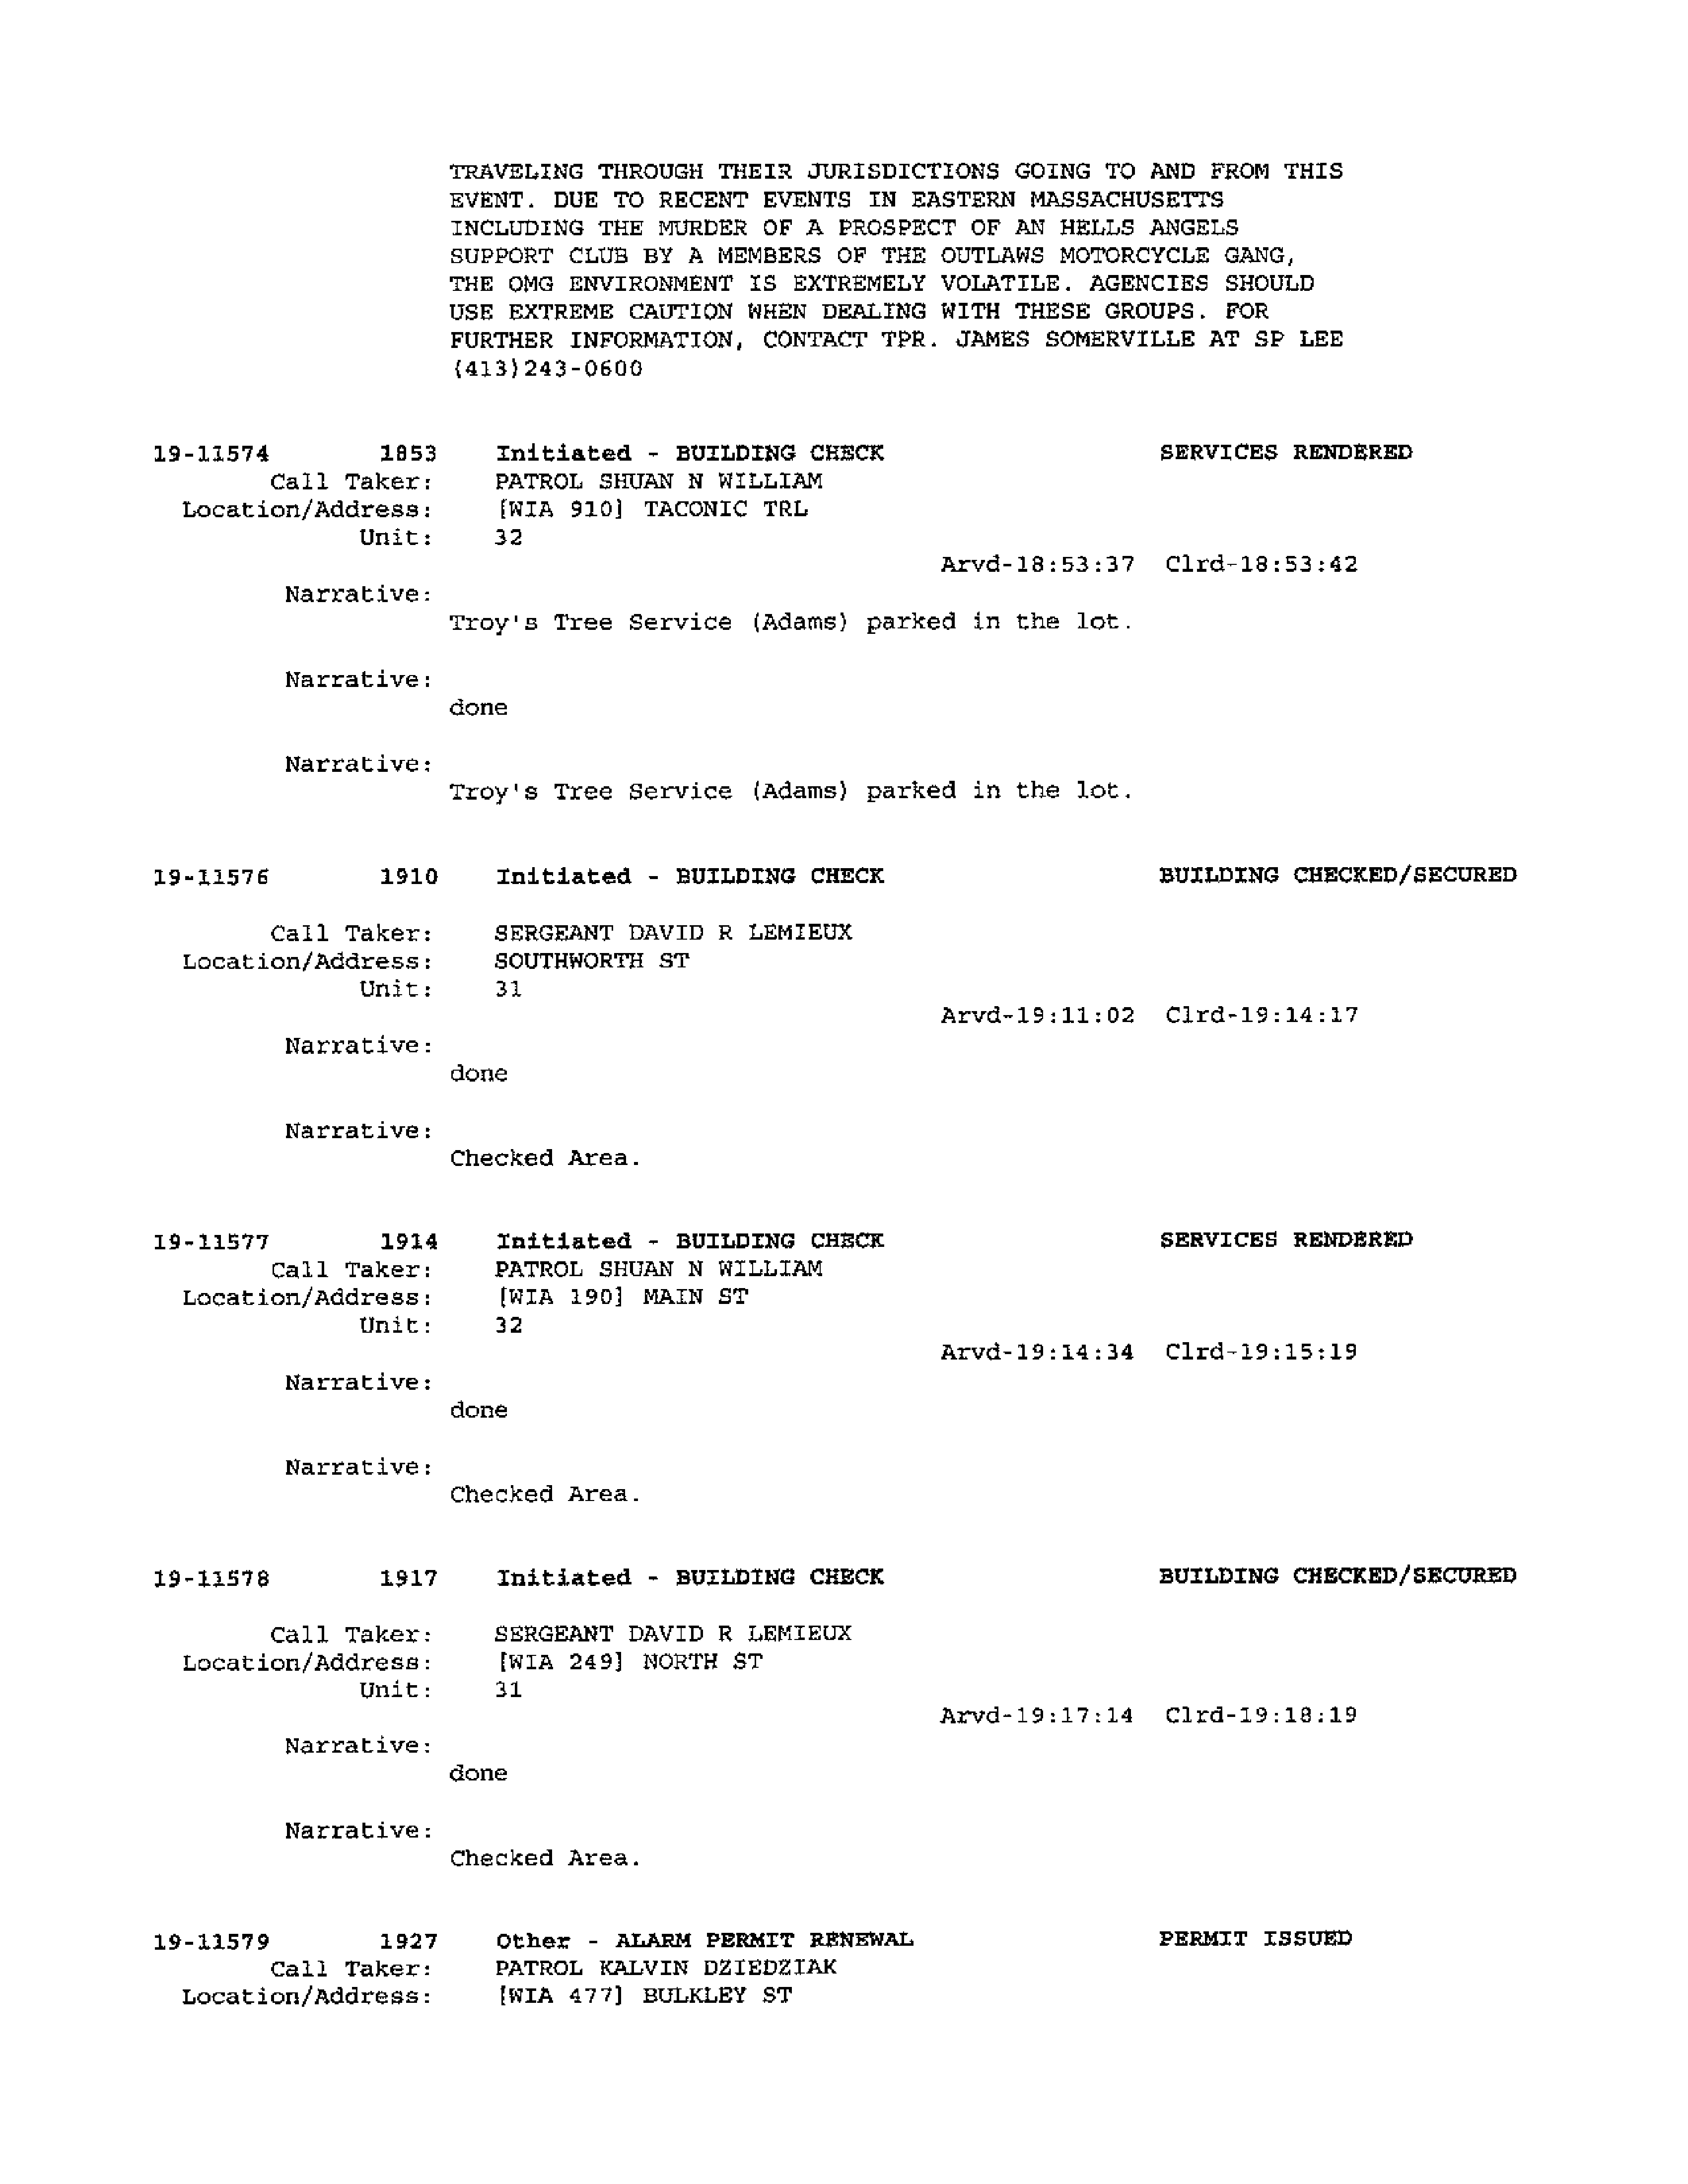 TRAVELING THROUGH THEIR JURISDICTIONS GOING TO AND FROM THIS
EVENT. DUE TO RECENT EVENTS IN EASTERN MASSACHUSETTS
INCLUDING THE MURDER OF A PROSPECT OF AN HELLS ANGELS
SUPPORT CLUB BY A MEMBERS OF THE OUTLAWS MOTORCYCLE GANG,
THE OMG ENVIRONMENT IS EXTREMELY VOLATILE. AGENCIES SHOULD
USE EXTREME CAUTION WHEN DEALING WITH THESE GROUPS. FOR
FURTHER INFORMATION, CONTACT TPR. JAMES SOMERVILLE AT SP LEE
(413)243-0600
19-11574 1853 Initiated - BUILDING CHECK SERVICES RENDERED
Call Taker: PATROL SHUAN N WILLIAM
Location/Address: [WIA 910] TACONIC TRL
Unit: 32
Arvd-18:53:37 Clrd-18:53:42
Narrative:
Troy's Tree Service (Adams) parked in the lot.
Narrative:
done
Narrative:
Troy's Tree Service (Adams) parked in the lot.
19-11576 1910 Initiated - BUILDING CHECK BUILDING CHECKED/SECURED
Call Taker: SERGEANT DAVID R LEMIEUX
Location/Address: SOUTHWORTH ST
Unit: 31
Arvd-19:11:02 Clrd-19:14:17
Narrative:
done
Narrative:
Checked Area.
19-11577 1914 Initiated - BUILDING CHECK SERVICES RENDERED
Call Taker: PATROL SHUAN N WILLIAM
Location/Address: [WIA 190] MAIN ST
Unit: 32
Arvd-19:14:34 Clrd-19:15:19
Narrative:
done
Narrative:
Checked Area.
19-11578 1917 Initiated - BUILDING CHECK BUILDING CHECKED/SECURED
Call Taker: SERGEANT DAVID R LEMIEUX
Location/Address: [WIA 249] NORTH ST
Unit: 31
Arvd-19:17:14 Clrd-19:18:19
Narrative:
done
Narrative:
Checked Area.
19-11579 1927 Other - ALARM PERMIT RENEWAL PERMIT ISSUED
Call Taker: PATROL KALVIN DZIEDZIAK
Location/Address: [WIA 477] BULKLEY ST